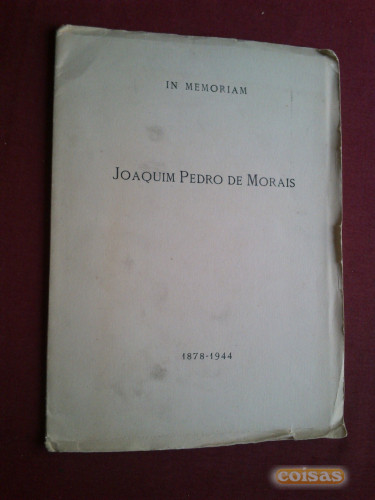 IN MEMORIAM
JOAQUIM PEDRO DE MORAIS
1878-1944
coisas